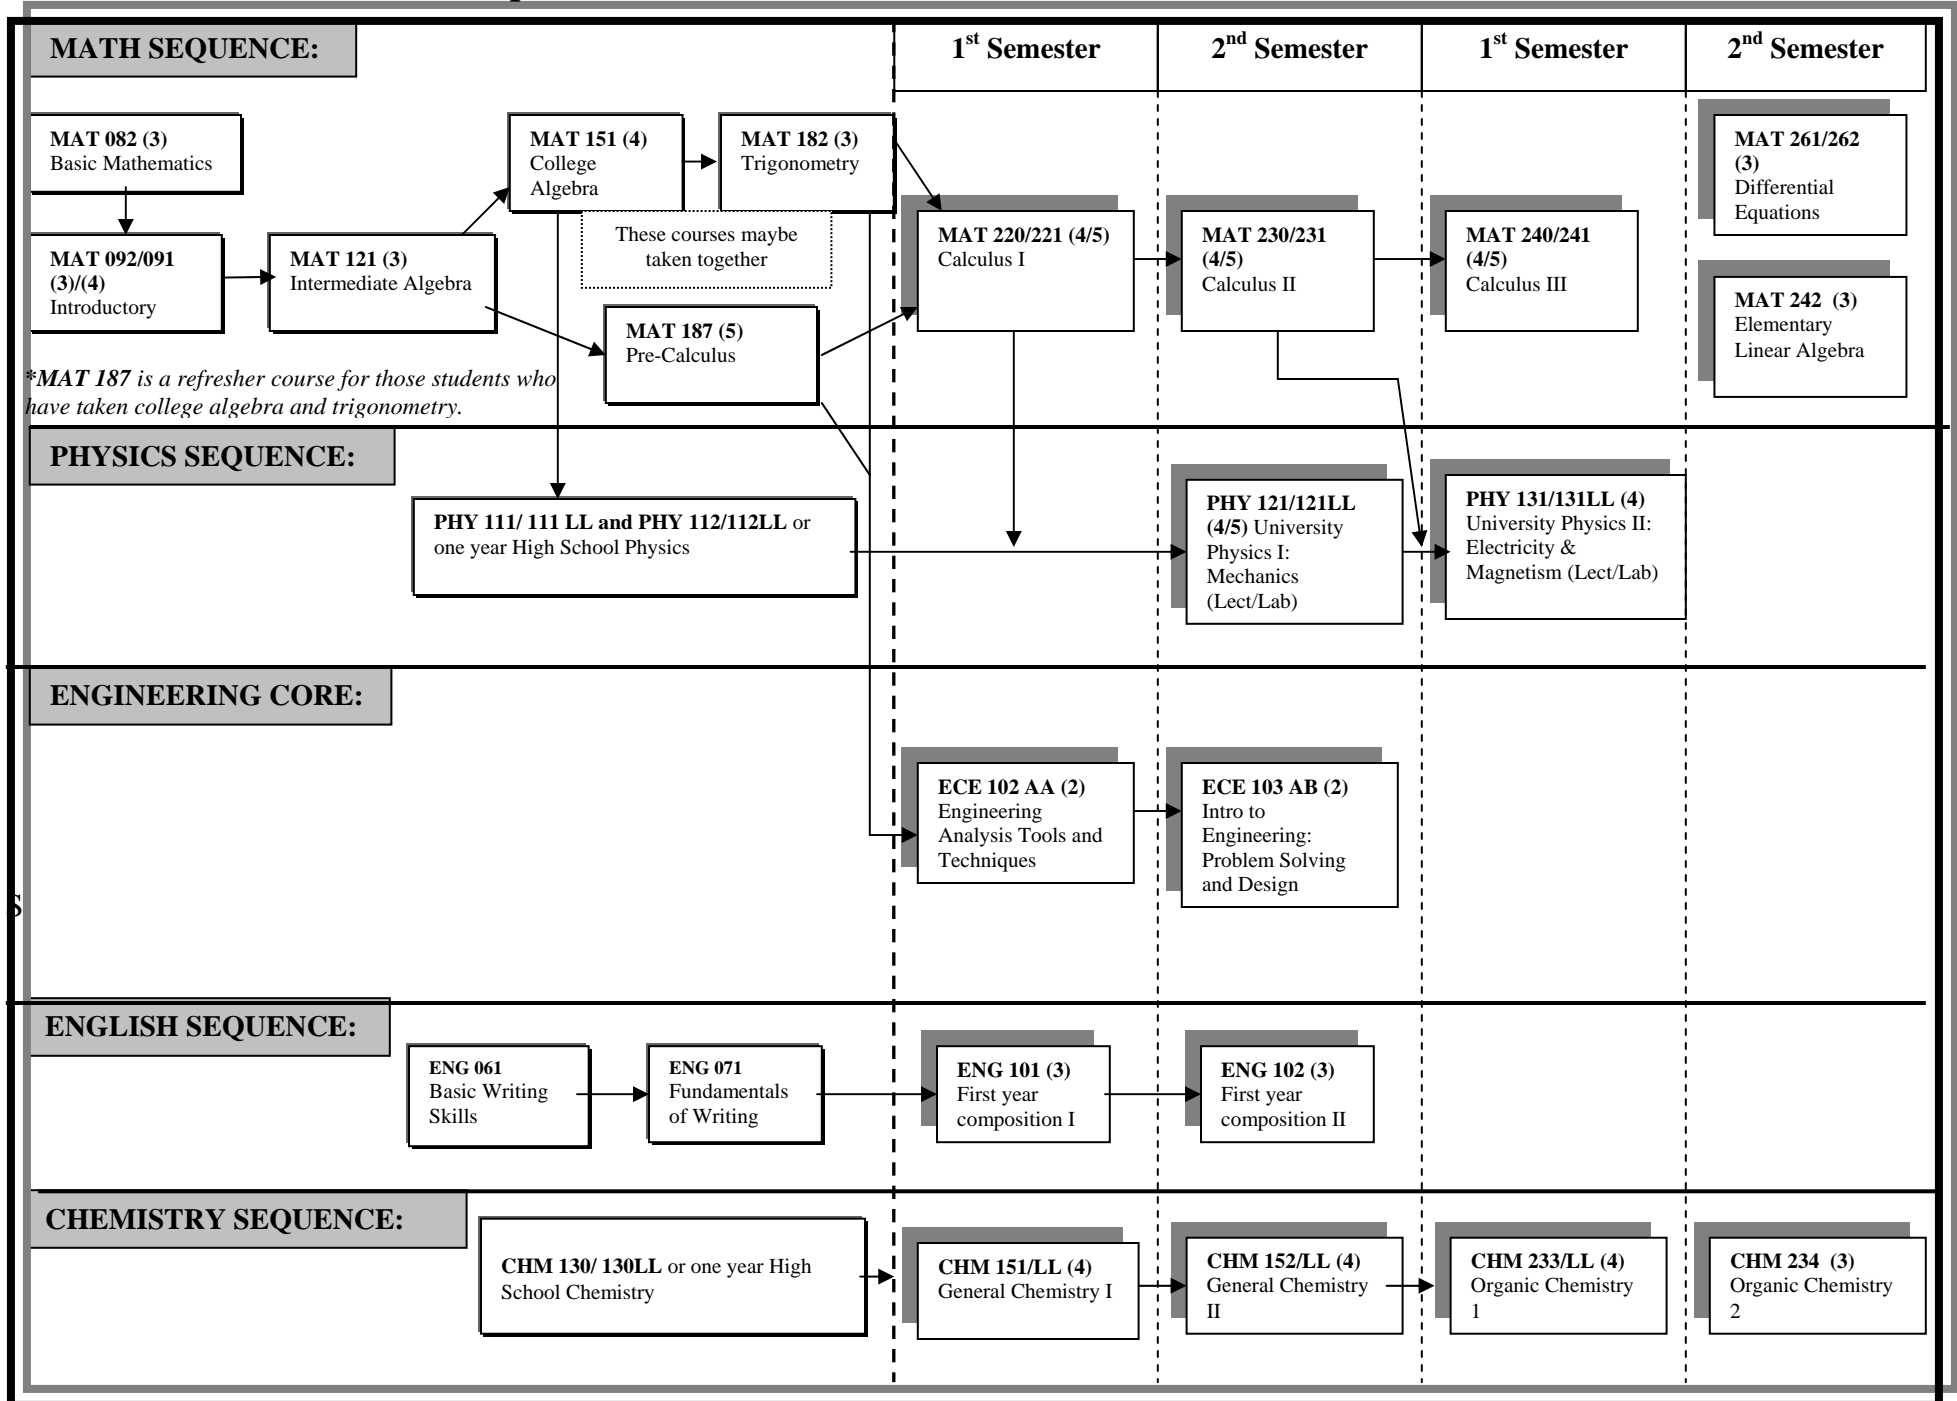 MATH SEQUENCE:
1st Semester
2nd Semester
1st Semester
2nd Semester
MAT 082 (3)
Basic Mathematics
MAT 151 (4)
College
Algebra
MAT 182 (3)
Trigonometry
MAT 261/262
(3)
Differential
Equations
MAT 092/091
(3)/(4)
Introductory
MAT 121 (3)
Intermediate Algebra
These courses maybe
taken together
MAT 220/221 (4/5)
Calculus I
MAT 230/231
(4/5)
Calculus II
MAT 240/241
(4/5)
Calculus III
MAT 187 (5)
Pre-Calculus
MAT 242 (3)
Elementary
Linear Algebra
*MAT 187 is a refresher course for those students who
have taken college algebra and trigonometry.
PHYSICS SEQUENCE:
PHY 111/ 111 LL and PHY 112/112LL or
one year High School Physics
PHY 121/121LL
(4/5) University
Physics I:
Mechanics
(Lect/Lab)
PHY 131/131LL (4)
University Physics II:
Electricity &
Magnetism (Lect/Lab)
ENGINEERING CORE:
ECE 102 AA (2)
Engineering
Analysis Tools and
Techniques
ECE 103 AB (2)
Intro to
Engineering:
Problem Solving
and Design
S
ENGLISH SEQUENCE:
ENG 061
Basic Writing
Skills
ENG 071
Fundamentals
of Writing
ENG 101 (3)
First year
composition I
ENG 102 (3)
First year
composition II
CHEMISTRY SEQUENCE:
CHM 130/ 130LL or one year High
School Chemistry
CHM 151/LL (4)
General Chemistry I
CHM 152/LL (4)
General Chemistry
II
CHM 233/LL (4)
Organic Chemistry
1
CHM 234 (3)
Organic Chemistry
2